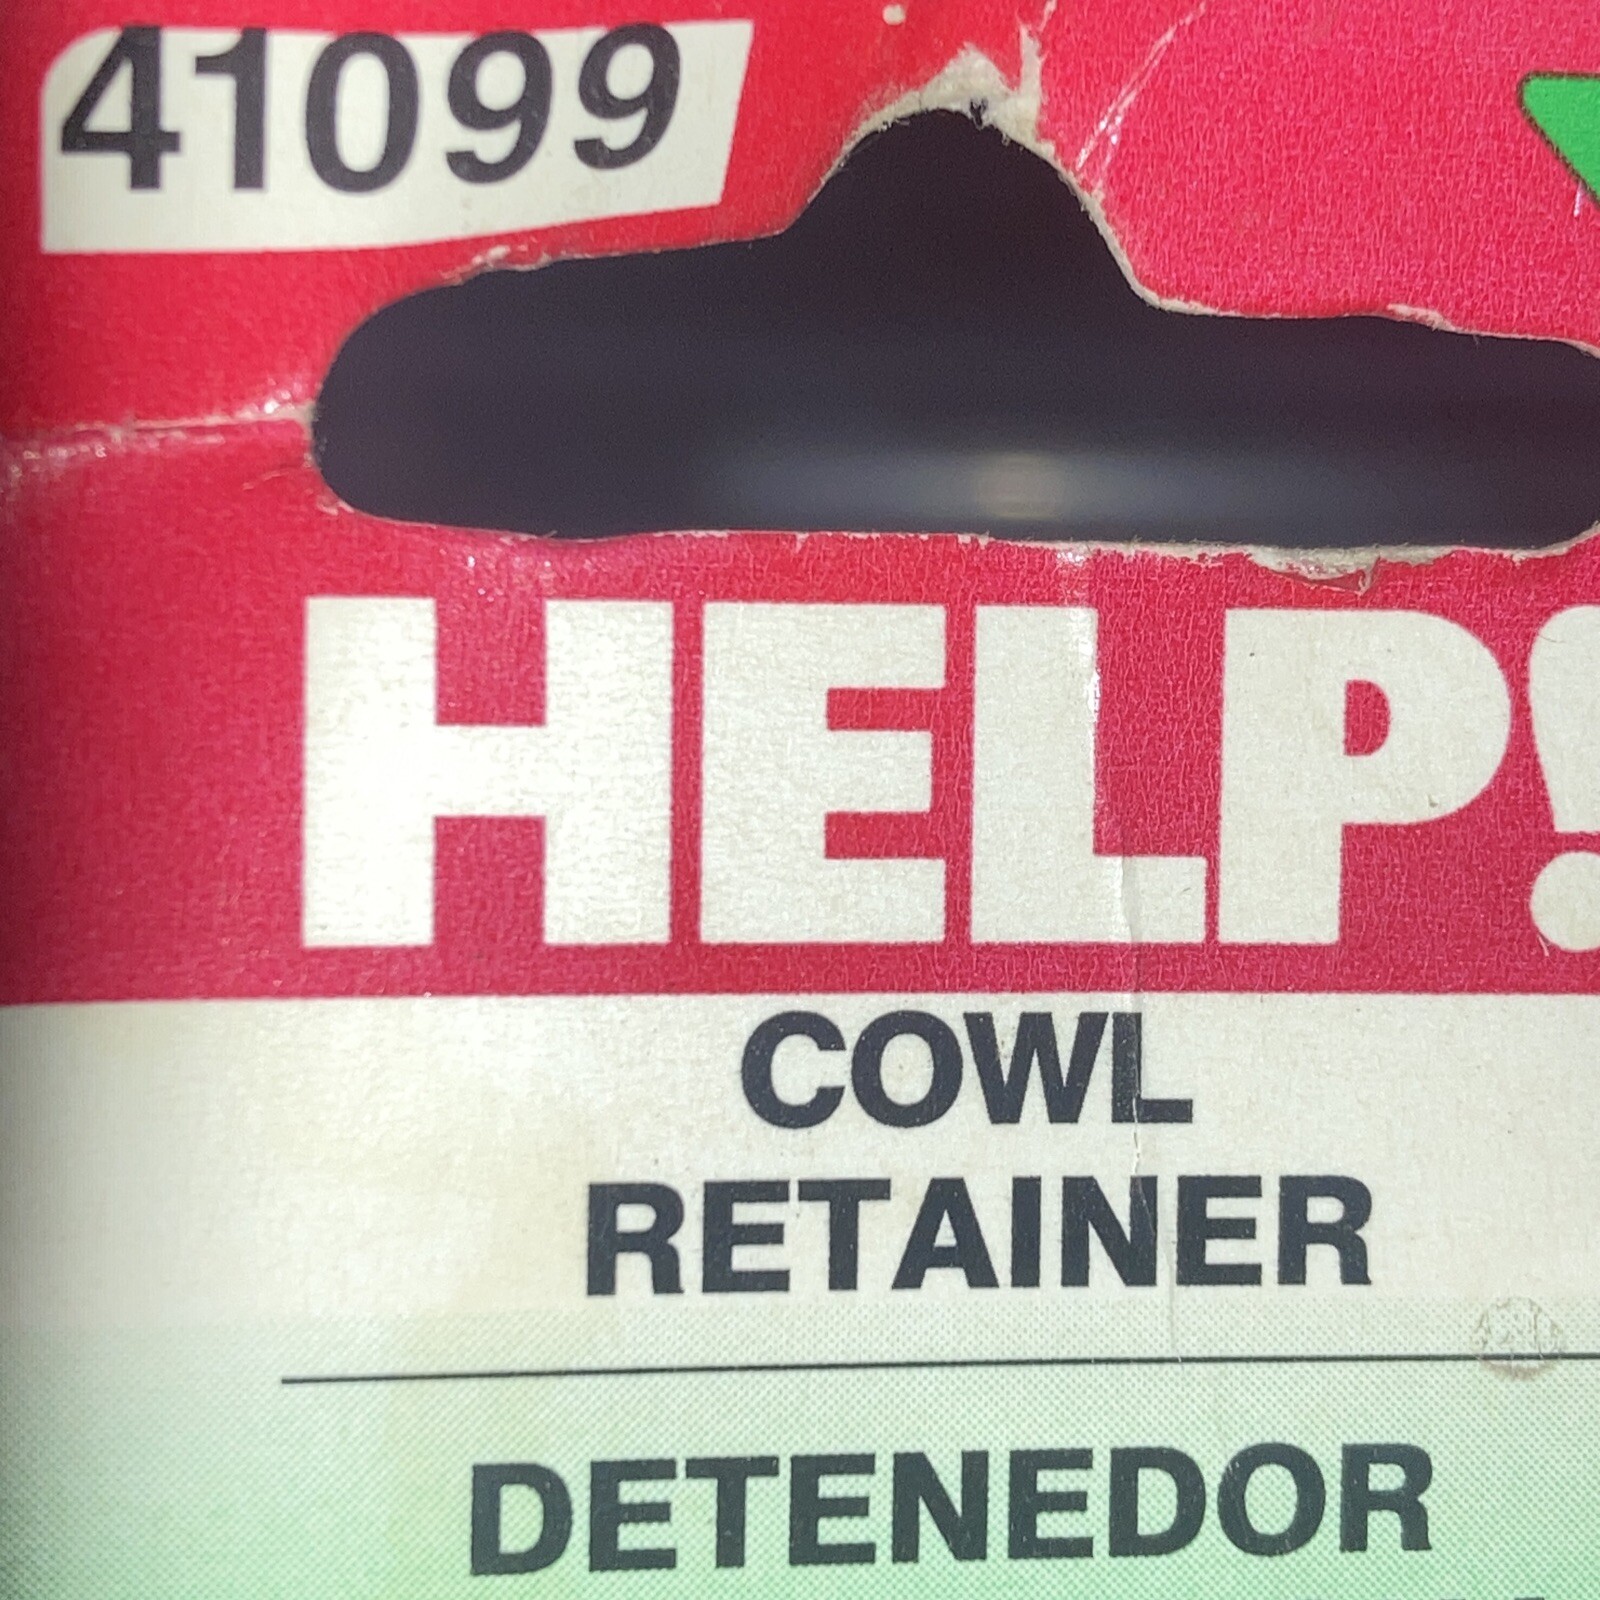 41099
HELP!
COWL
RETAINER
DETENEDOR